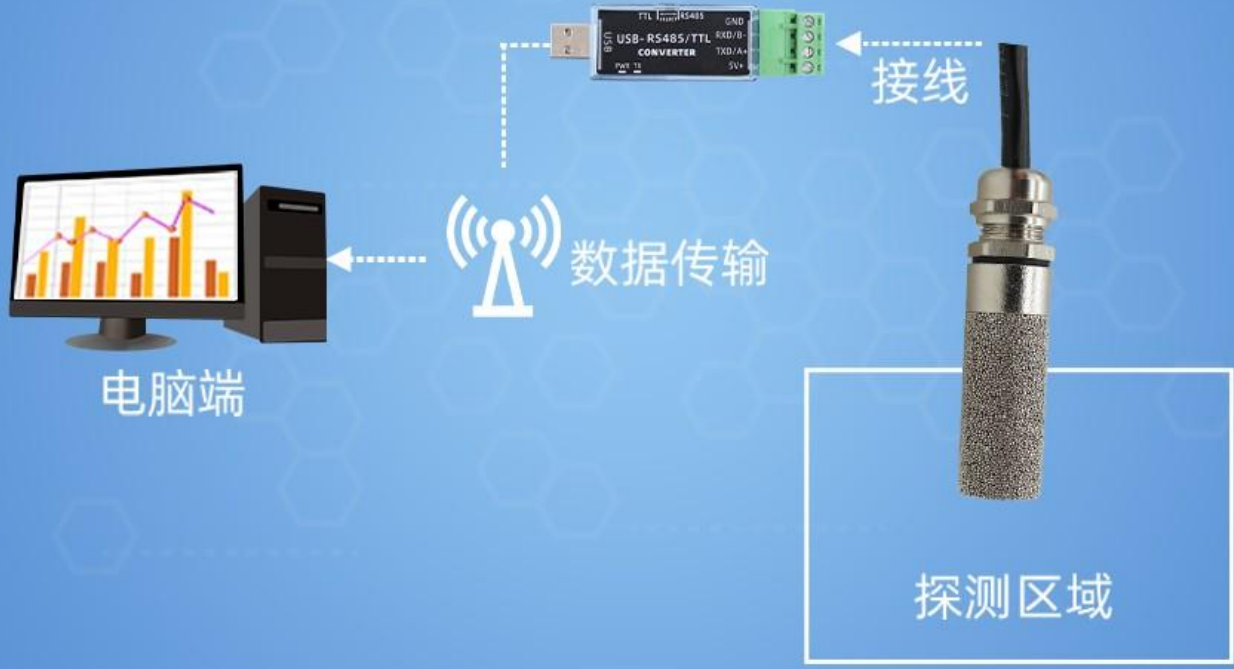 TTL RS485
GND
USB
USB-RS485/TTL
RXD/B-
CONVERTER
TXD/A+
PWR TX
5V+
接线
数据传输
电脑端
探测区域